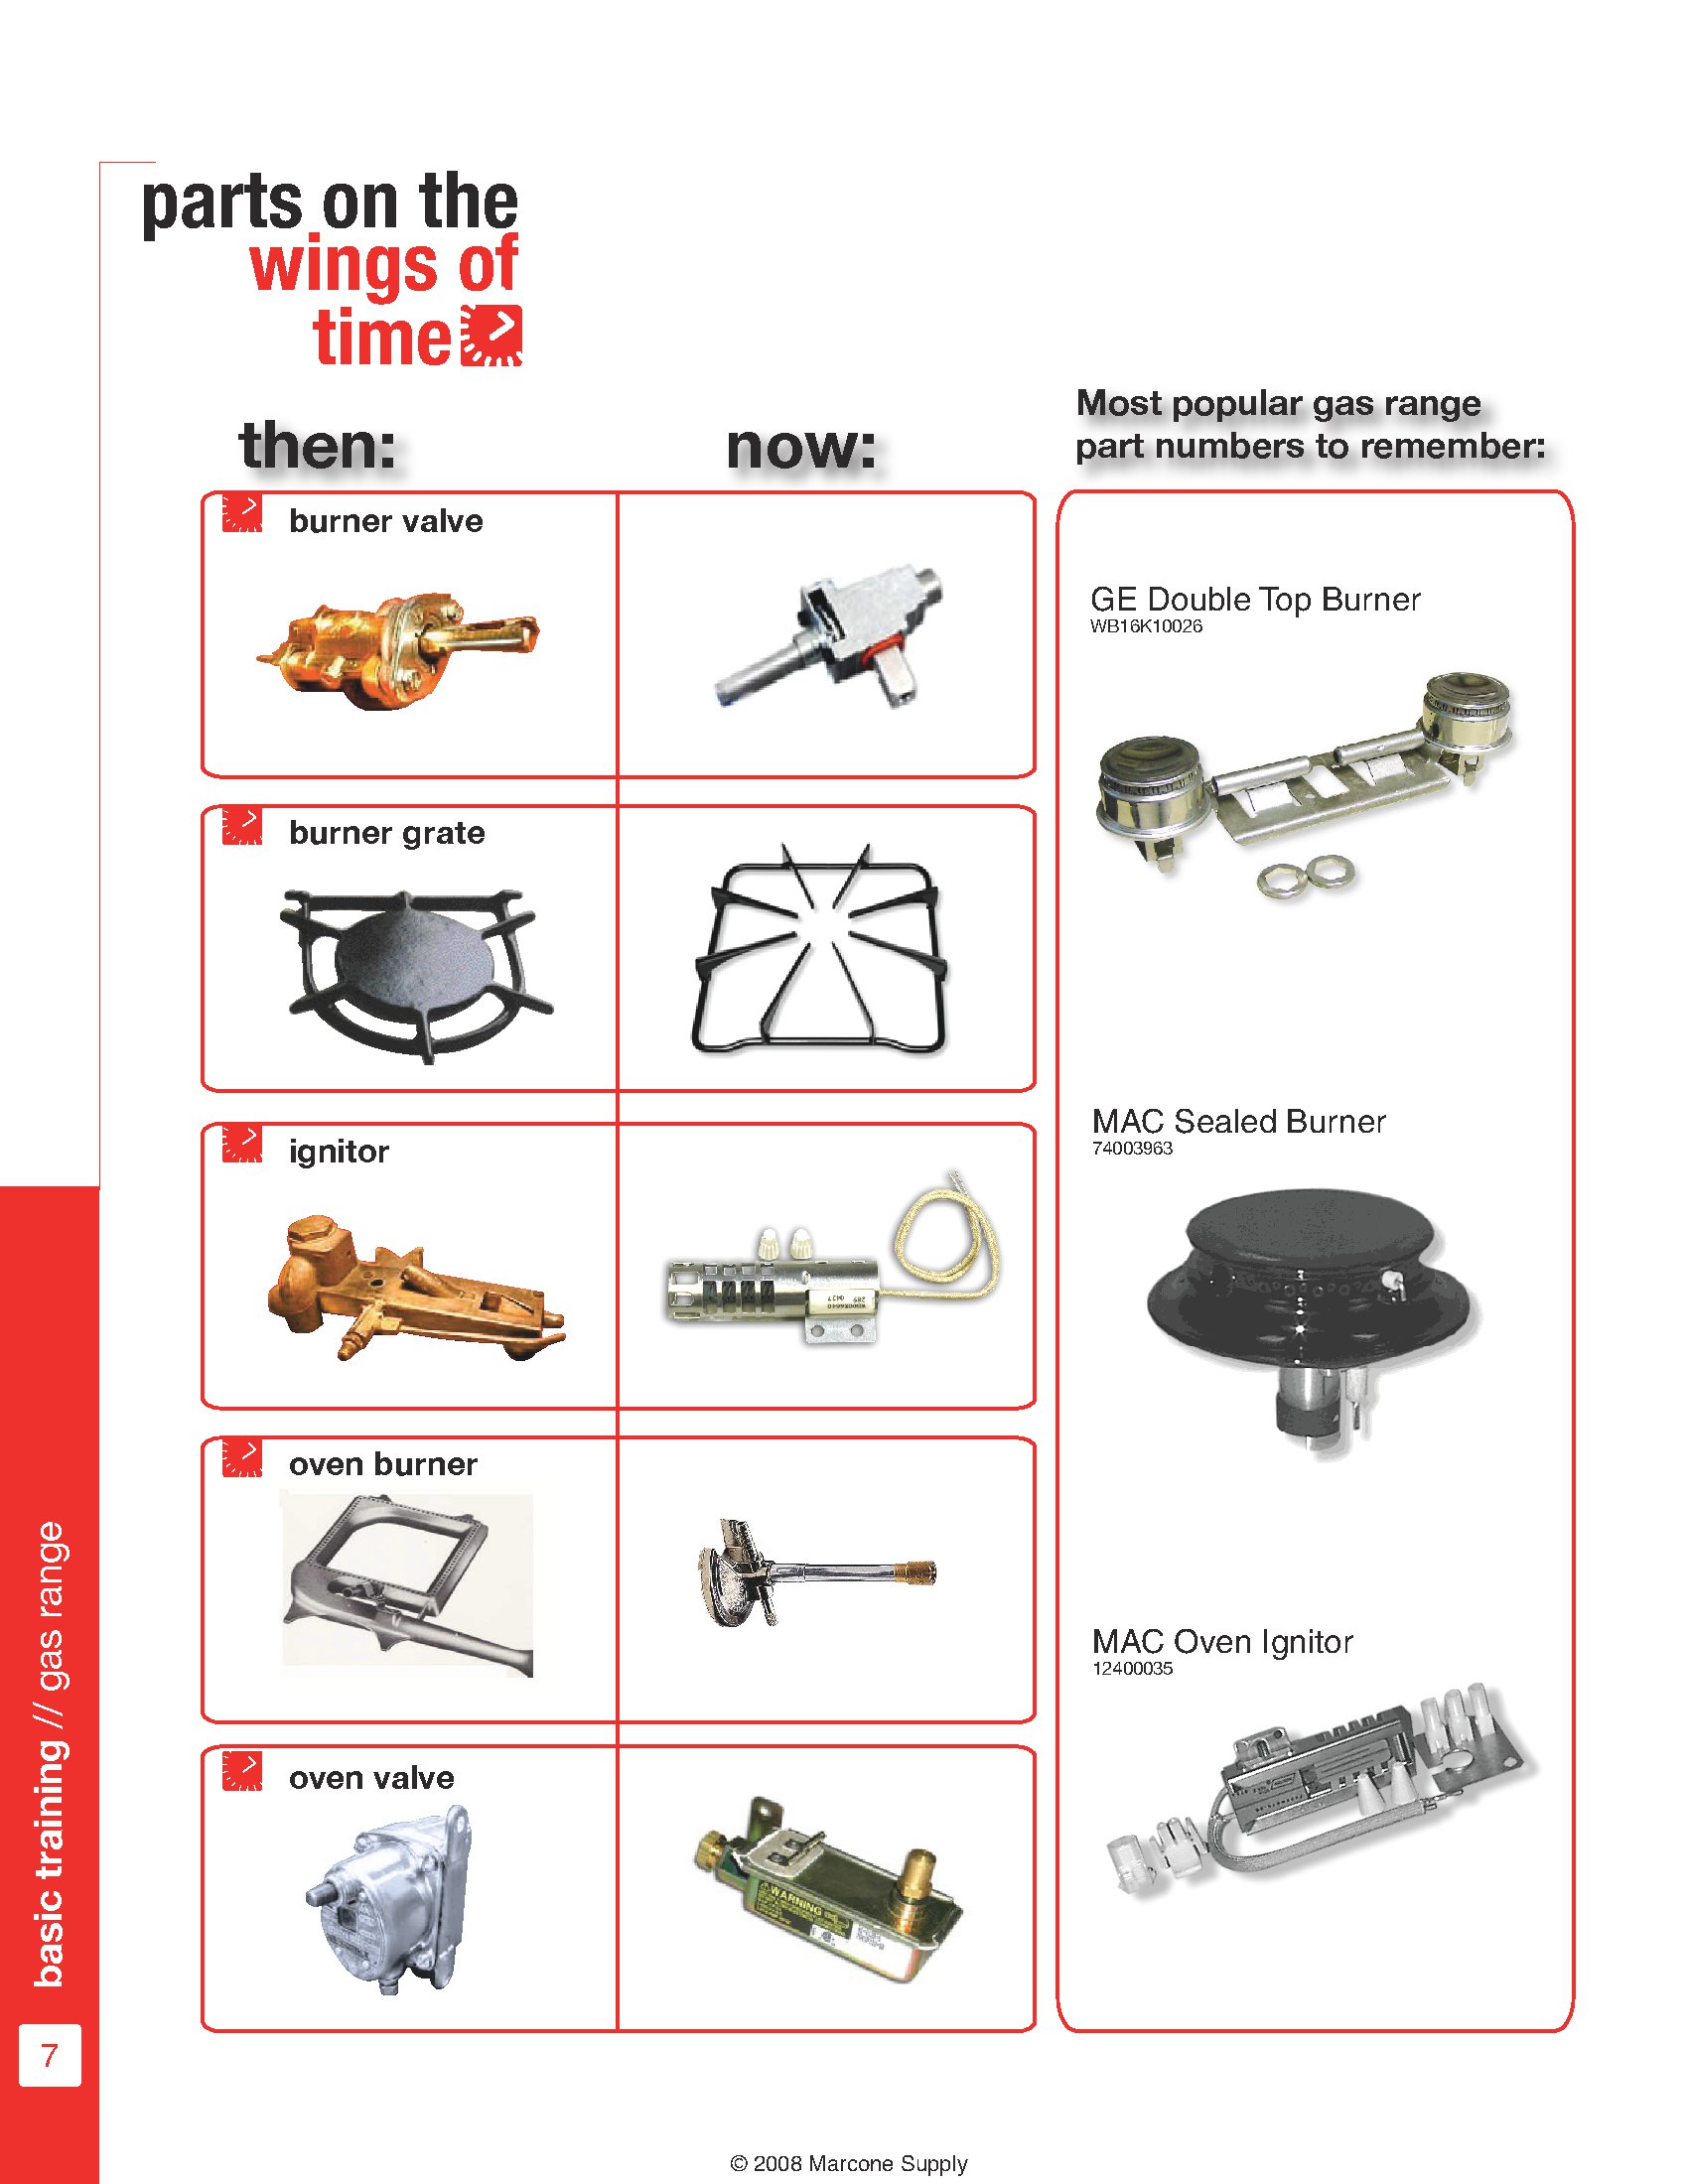 parts on the
wings of
time
then:
now:
Most popular gas range
part numbers to remember:
burner valve
burner grate
ignitor
oven burner
oven valve
WARNING
GE Double Top Burner
WB16K10026
MAC Sealed Burner
74003963
MAC Oven Ignitor
12400035
basic training // gas range
7
© 2008 Marcone Supply